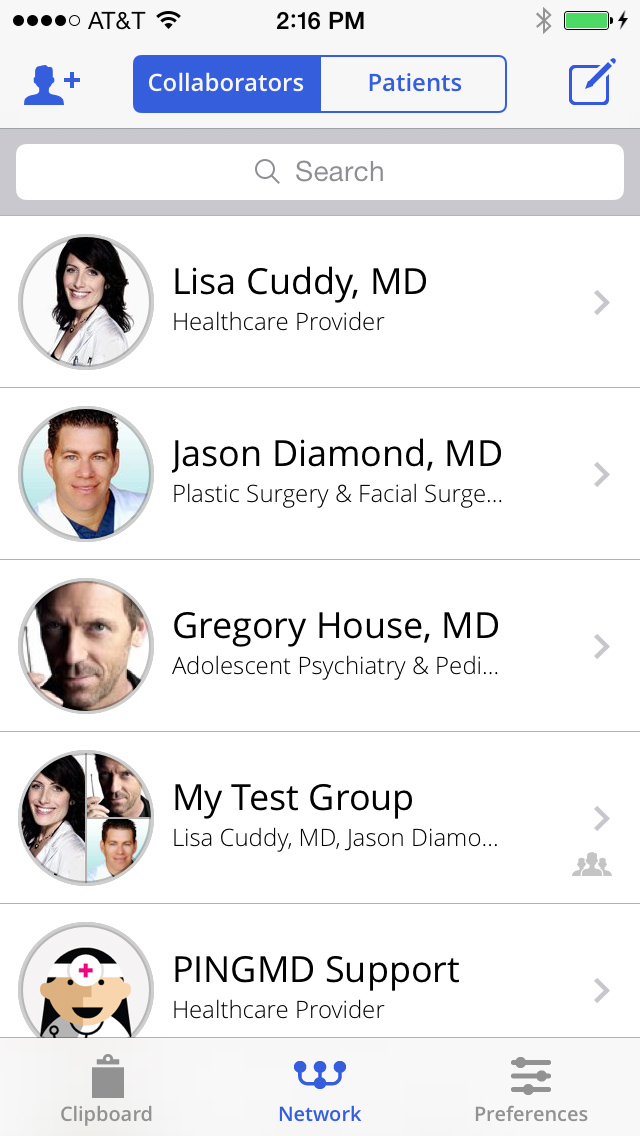 AT&T 2:16 PM
Collaborators Patients
Search
Lisa Cuddy, MD
Healthcare Provider
Jason Diamond, MD
Plastic Surgery & Facial Surge...
Gregory House, MD
Adolescent Psychiatry & Pedi...
My Test Group
Lisa Cuddy, MD, Jason Diamo...
PINGMD Support
Healthcare Provider
Clipboard Network Preferences